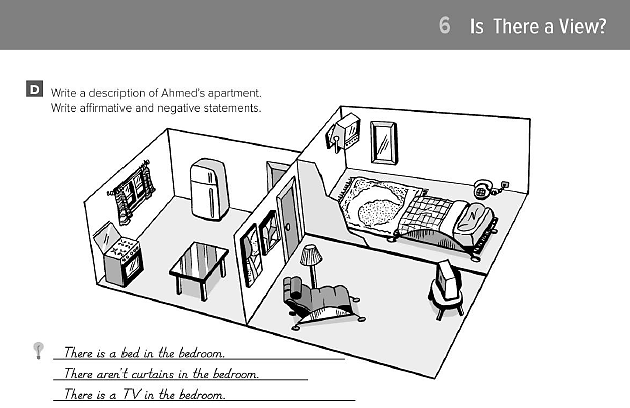 6 Is There a View?
D Write a description of Ahmed's apartment.
Write affirmative and negative statements.
There is a bed in the bedroom.
There aren't curtains in the bedroom.
There is a TV in the bedroom.